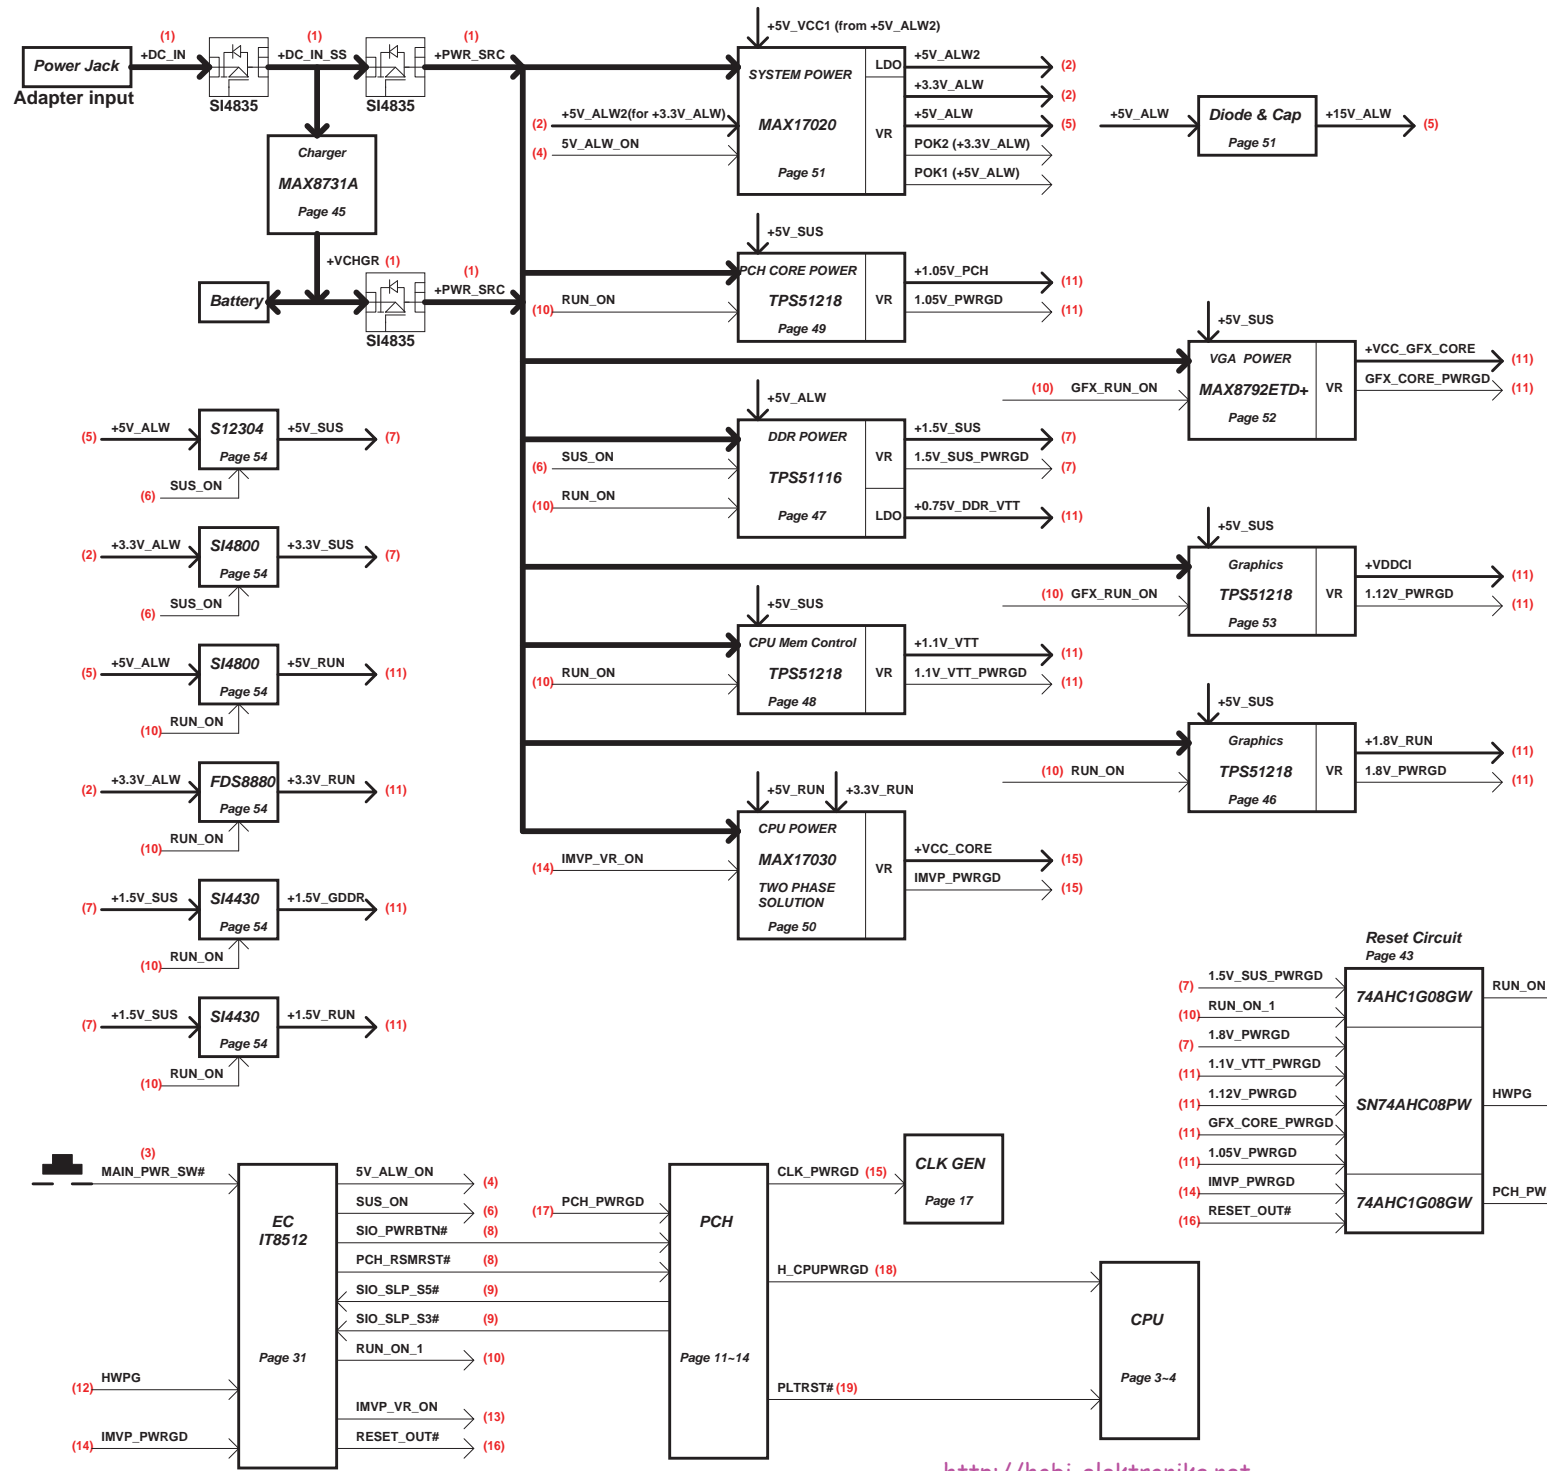 (1) (1) (1)
+DC_IN +DC_IN_SS +PWR_SRC
Power Jack
Adapter input
SI4835
SI4835
Charger
MAX8731A
Page 45
+VCHGR (1)
(1)
+PWR_SRC
Battery
SI4835
+5V_VCC1 (from +5V_ALW2)
SYSTEM POWER
MAX17020
Page 51
LDO
VR
(2) +5V_ALW2(for +3.3V_ALW)
(4) 5V_ALW_ON
+5V_ALW2 (2)
+3.3V_ALW (2)
+5V_ALW (5)
POK2 (+3.3V_ALW)
POK1 (+5V_ALW)
+5V_ALW
Diode & Cap
Page 51
+15V_ALW (5)
+5V_SUS
PCH CORE POWER
TPS51218
Page 49
VR
(10) RUN_ON
+1.05V_PCH (11)
1.05V_PWRGD (11)
+5V_SUS
VGA POWER
MAX8792ETD+
Page 52
VR
(10) GFX_RUN_ON
+VCC_GFX_CORE (11)
GFX_CORE_PWRGD (11)
+5V_ALW
DDR POWER
TPS51116
Page 47
VR
LDO
(6) SUS_ON
(10) RUN_ON
+1.5V_SUS (7)
1.5V_SUS_PWRGD (7)
+0.75V_DDR_VTT (11)
+5V_SUS
Graphics
TPS51218
Page 53
VR
(10) GFX_RUN_ON
+VDDCI (11)
1.12V_PWRGD (11)
+5V_SUS
CPU Mem Control
TPS51218
Page 48
VR
(10) RUN_ON
+1.1V_VTT (11)
1.1V_VTT_PWRGD (11)
+5V_SUS
Graphics
TPS51218
Page 46
VR
(10) RUN_ON
+1.8V_RUN (11)
1.8V_PWRGD (11)
+5V_RUN +3.3V_RUN
CPU POWER
MAX17030
TWO PHASE
SOLUTION
Page 50
VR
(14) IMVP_VR_ON
+VCC_CORE (15)
IMVP_PWRGD (15)
(5) +5V_ALW
S12304
Page 54
+5V_SUS (7)
(6) SUS_ON
(2) +3.3V_ALW
SI4800
Page 54
+3.3V_SUS (7)
(6) SUS_ON
(5) +5V_ALW
SI4800
Page 54
+5V_RUN (11)
(10) RUN_ON
(2) +3.3V_ALW
FDS8880
Page 54
+3.3V_RUN (11)
(10) RUN_ON
(7) +1.5V_SUS
SI4430
Page 54
+1.5V_GDDR (11)
(10) RUN_ON
(7) +1.5V_SUS
SI4430
Page 54
+1.5V_RUN (11)
(10) RUN_ON
Reset Circuit
Page 43
(7) 1.5V_SUS_PWRGD
(10) RUN_ON_1
(7) 1.8V_PWRGD
(11) 1.1V_VTT_PWRGD
(11) 1.12V_PWRGD
(11) GFX_CORE_PWRGD
(11) 1.05V_PWRGD
(14) IMVP_PWRGD
(16) RESET_OUT#
74AHC1G08GW
SN74AHC08PW
74AHC1G08GW
RUN_ON
HWPG
PCH_PW
(3)
MAIN_PWR_SW#
EC
IT8512
Page 31
(12) HWPG
(14) IMVP_PWRGD
5V_ALW_ON (4)
SUS_ON (6)
SIO_PWRBTN# (8)
PCH_RSMRST# (8)
SIO_SLP_S5# (9)
SIO_SLP_S3# (9)
RUN_ON_1 (10)
IMVP_VR_ON (13)
RESET_OUT# (16)
(17) PCH_PWRGD
PCH
Page 11~14
CLK_PWRGD (15)
CLK GEN
Page 17
H_CPUPWRGD (18)
PLTRST# (19)
CPU
Page 3~4